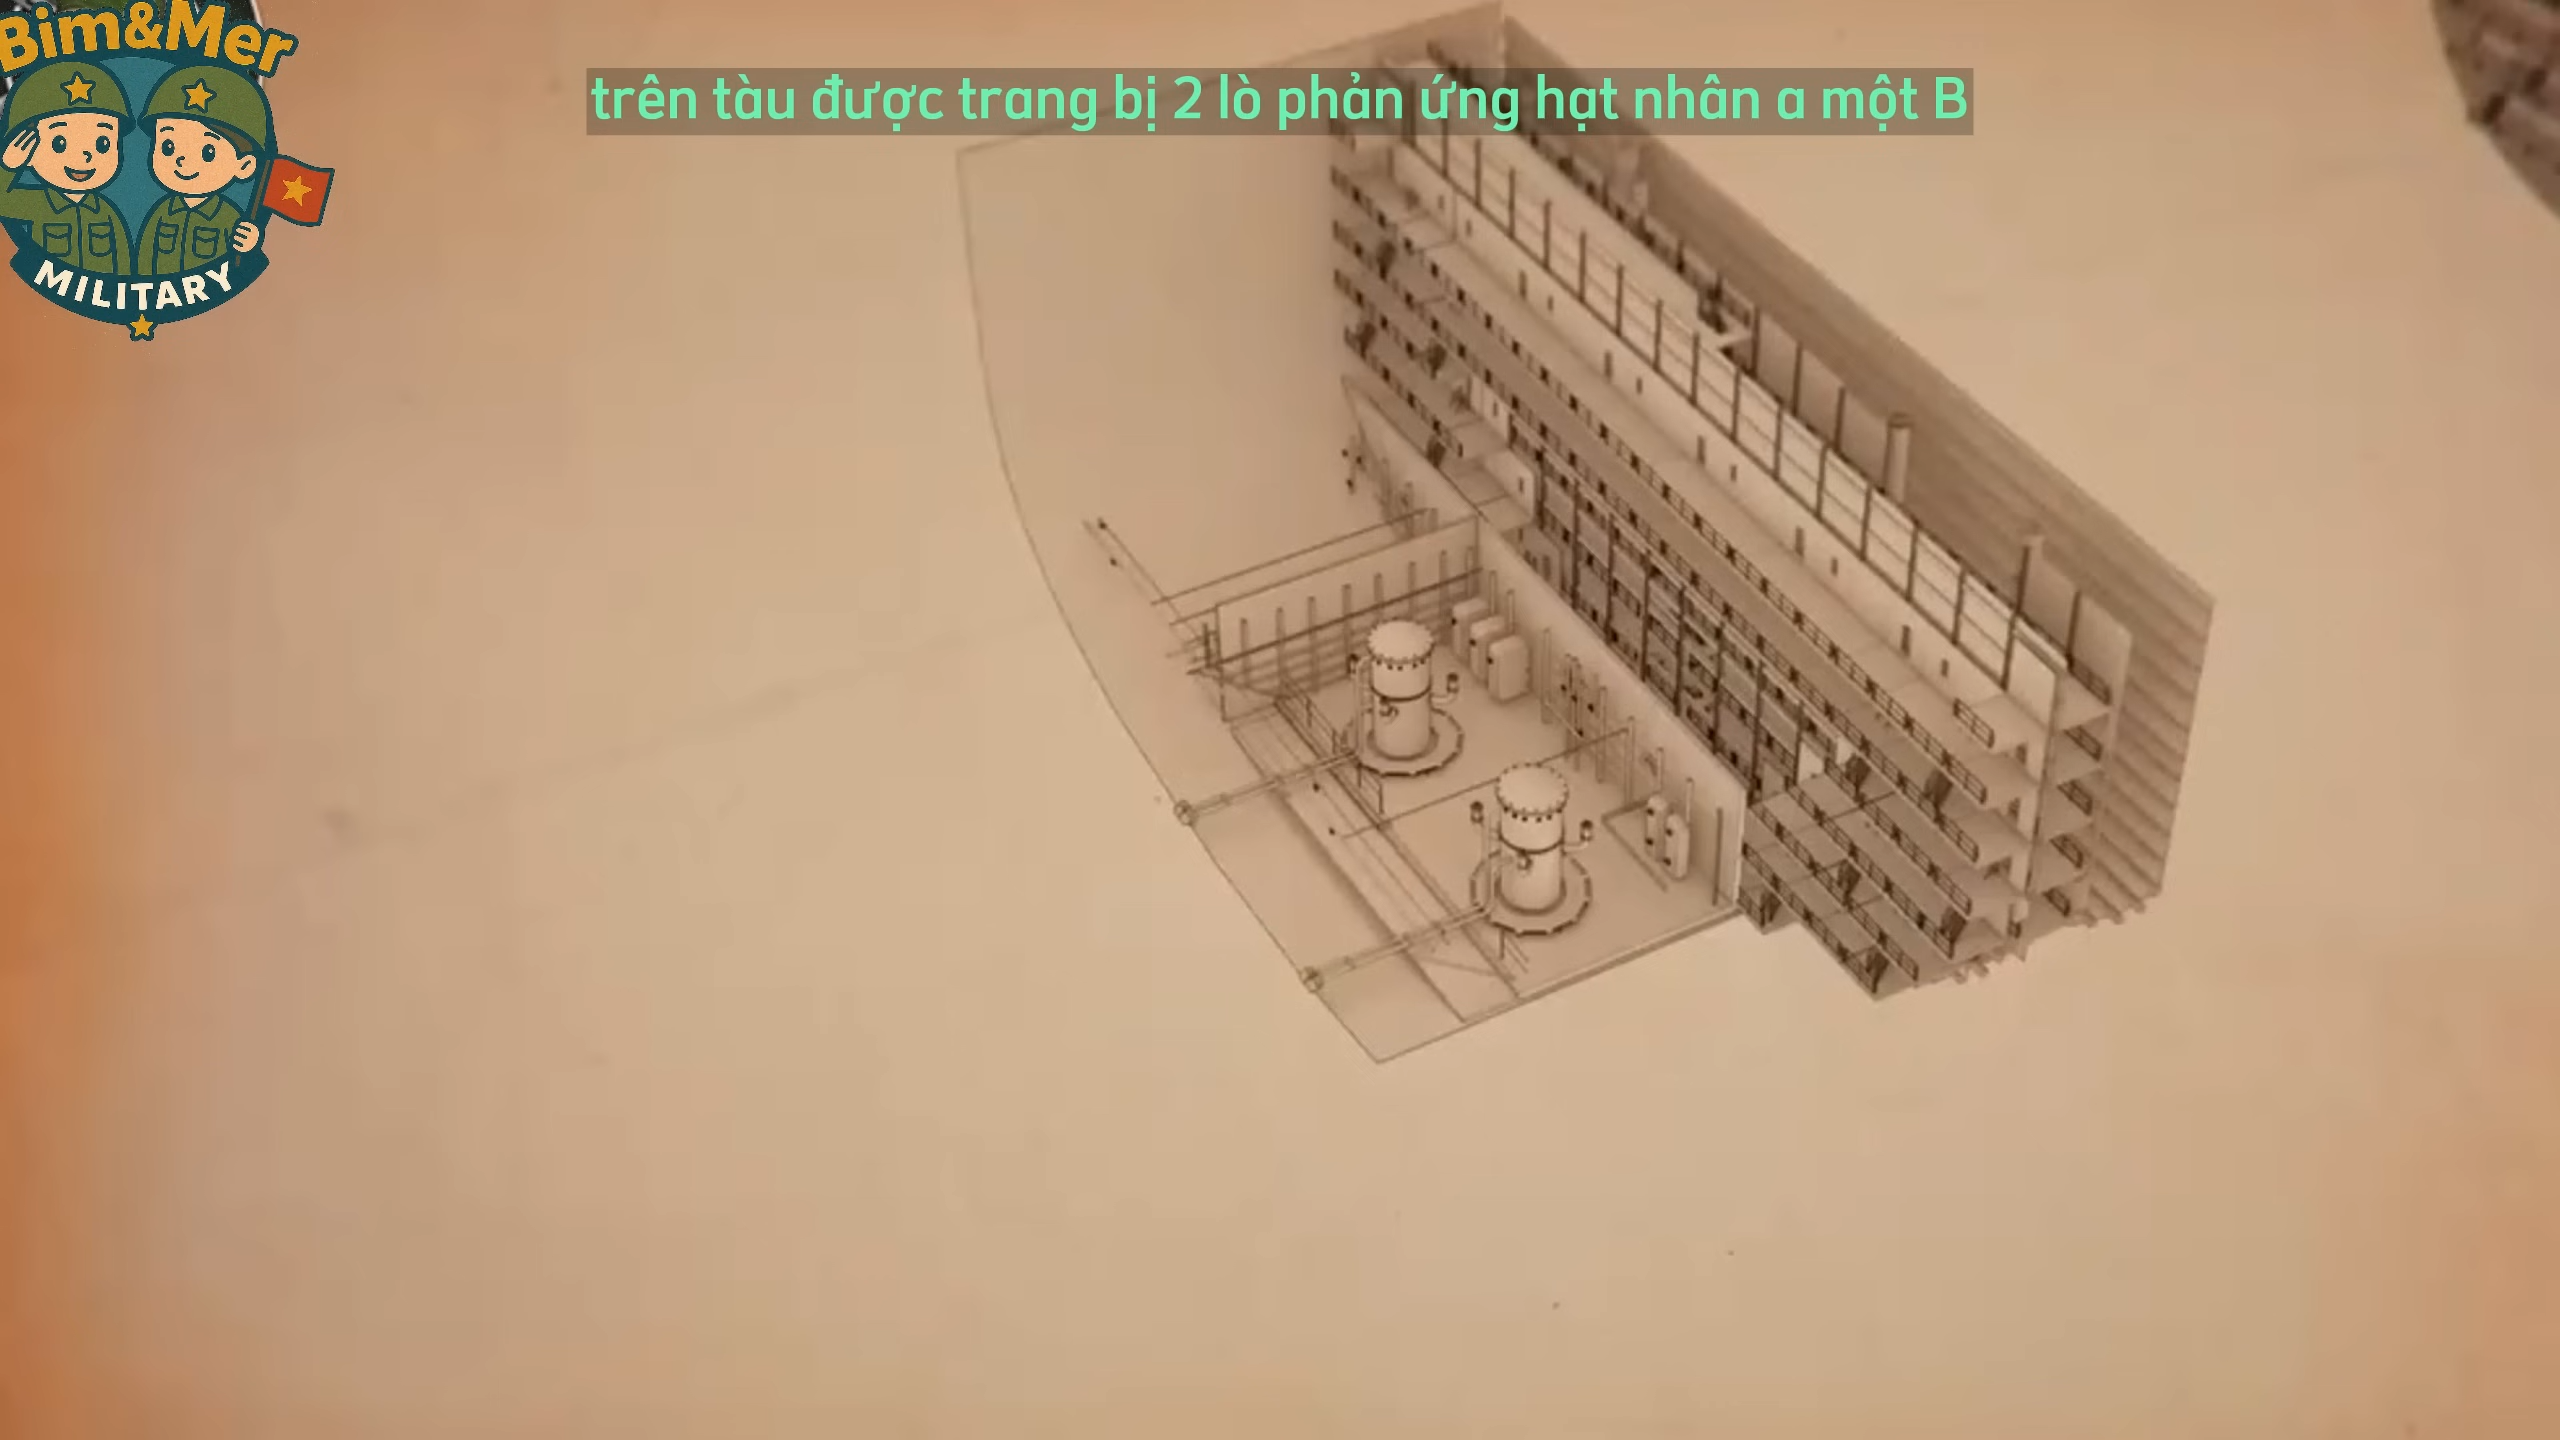 Bim&Mer
MILITARY
trên tàu được trang bị 2 lò phản ứng hạt nhân a một B